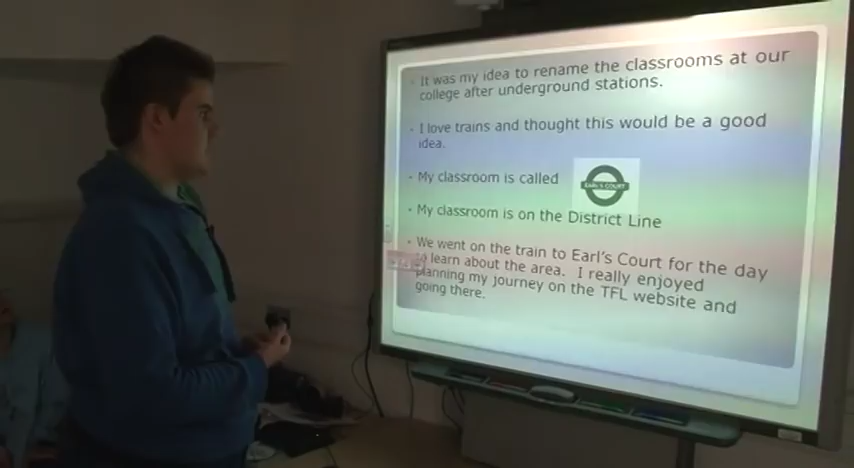 It was my idea to rename the classrooms at our
college after underground stations.
I love trains and thought this would be a good
idea.
My classroom is called
EARL'S COURT
My classroom is on the District Line
We went on the train to Earl's Court for the day
to learn about the area. I really enjoyed
planning my journey on the TFL website and
going there.